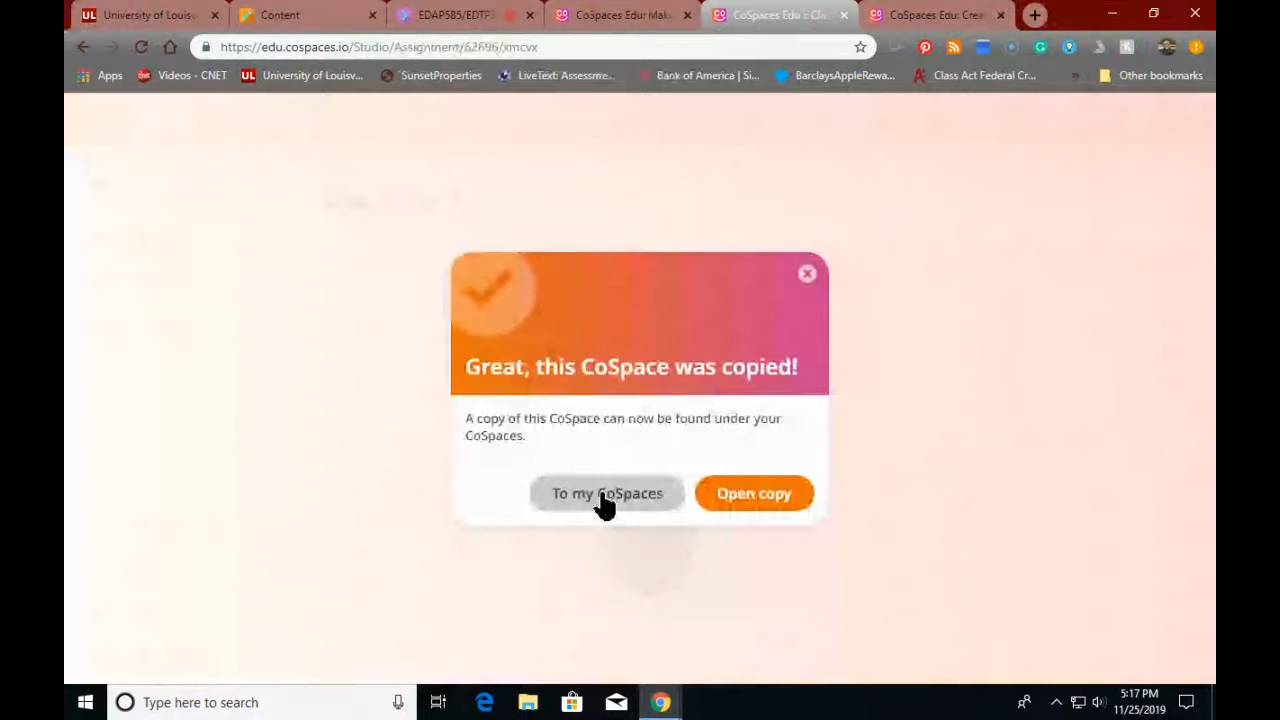 University of Louisv
Content
EDAP585/EDTP
CoSpaces Edu: Mak
CoSpaces Edu :: Cla
CoSpaces Edu: Crea
https://edu.cospaces.io/Studio/Assignment/62696/xmcvx
Apps
Videos - CNET
UL
University of Louisv...
SunsetProperties
LiveText: Assessme...
Bank of America | Si...
BarclaysAppleRewa...
Class Act Federal Cr...
»
Other bookmarks
Great, this CoSpace was copied!
A copy of this CoSpace can now be found under your
CoSpaces.
To my CoSpaces
Open copy
Type here to search
5:17 PM
11/25/2019